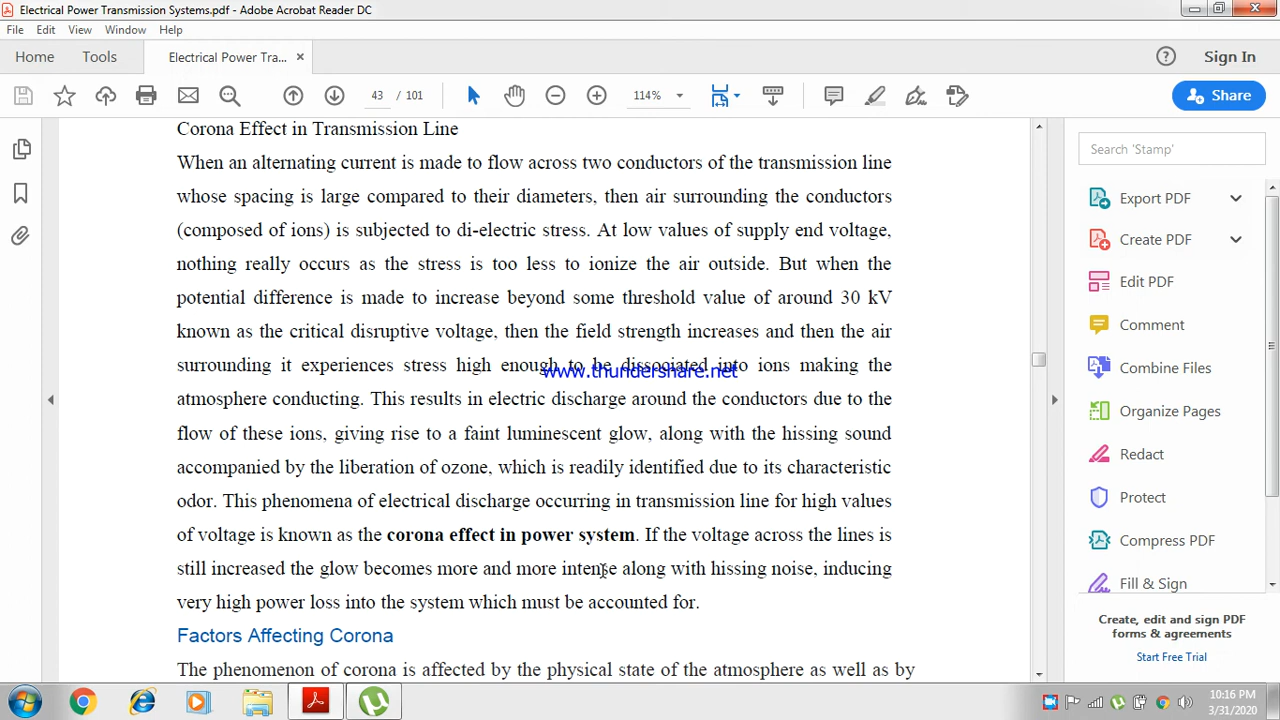 Electrical Power Transmission Systems.pdf - Adobe Acrobat Reader DC
File Edit View Window Help
Home Tools Electrical Power Tra... × Sign In
43 / 101 114% Share
Corona Effect in Transmission Line
When an alternating current is made to flow across two conductors of the transmission line
whose spacing is large compared to their diameters, then air surrounding the conductors
(composed of ions) is subjected to di-electric stress. At low values of supply end voltage,
nothing really occurs as the stress is too less to ionize the air outside. But when the
potential difference is made to increase beyond some threshold value of around 30 kV
known as the critical disruptive voltage, then the field strength increases and then the air
surrounding it experiences stress high enough to be dissociated into ions making the
www.thundershare.net
atmosphere conducting. This results in electric discharge around the conductors due to the
flow of these ions, giving rise to a faint luminescent glow, along with the hissing sound
accompanied by the liberation of ozone, which is readily identified due to its characteristic
odor. This phenomena of electrical discharge occurring in transmission line for high values
of voltage is known as the corona effect in power system. If the voltage across the lines is
still increased the glow becomes more and more intense along with hissing noise, inducing
very high power loss into the system which must be accounted for.
Factors Affecting Corona
The phenomenon of corona is affected by the physical state of the atmosphere as well as by
Search 'Stamp'
Export PDF
Create PDF
Edit PDF
Comment
Combine Files
Organize Pages
Redact
Protect
Compress PDF
Fill & Sign
Create, edit and sign PDF
forms & agreements
Start Free Trial
10:16 PM
3/31/2020